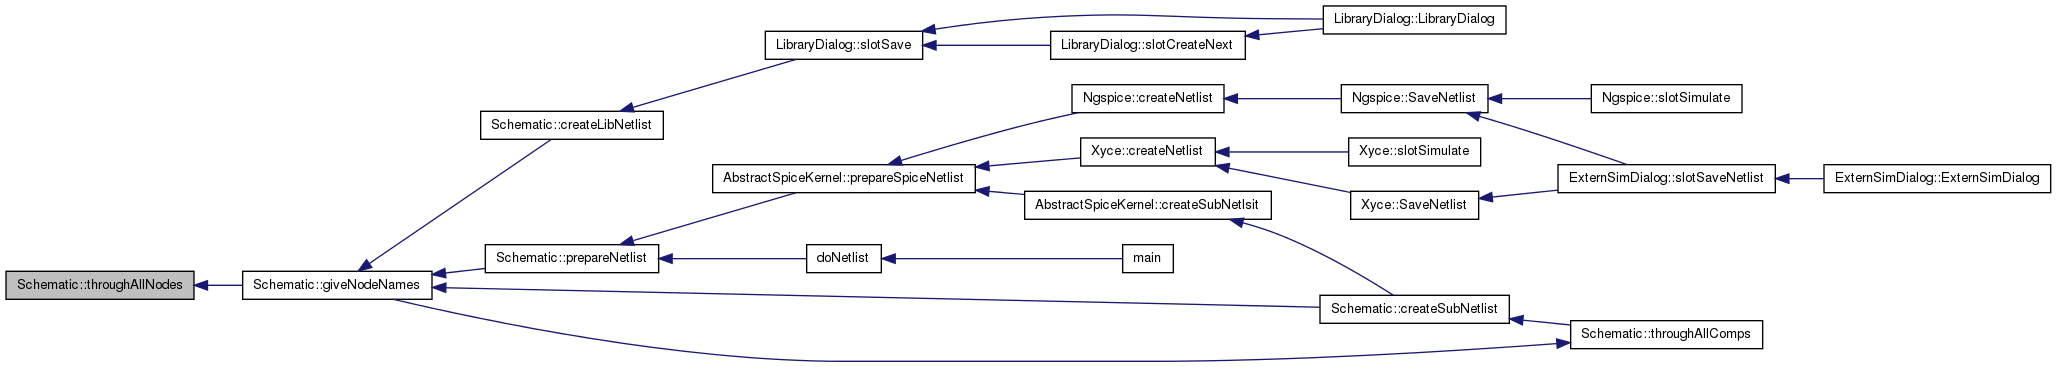 LibraryDialog::LibraryDialog
LibraryDialog::slotSave
LibraryDialog::slotCreateNext
Ngspice::createNetlist
Ngspice::SaveNetlist
Ngspice::slotSimulate
Schematic::createLibNetlist
Xyce::createNetlist
Xyce::slotSimulate
AbstractSpiceKernel::prepareSpiceNetlist
ExternSimDialog::slotSaveNetlist
ExternSimDialog::ExternSimDialog
AbstractSpiceKernel::createSubNetlsit
Xyce::SaveNetlist
Schematic::prepareNetlist
doNetlist
main
Schematic::throughAllNodes
Schematic::giveNodeNames
Schematic::createSubNetlist
Schematic::throughAllComps